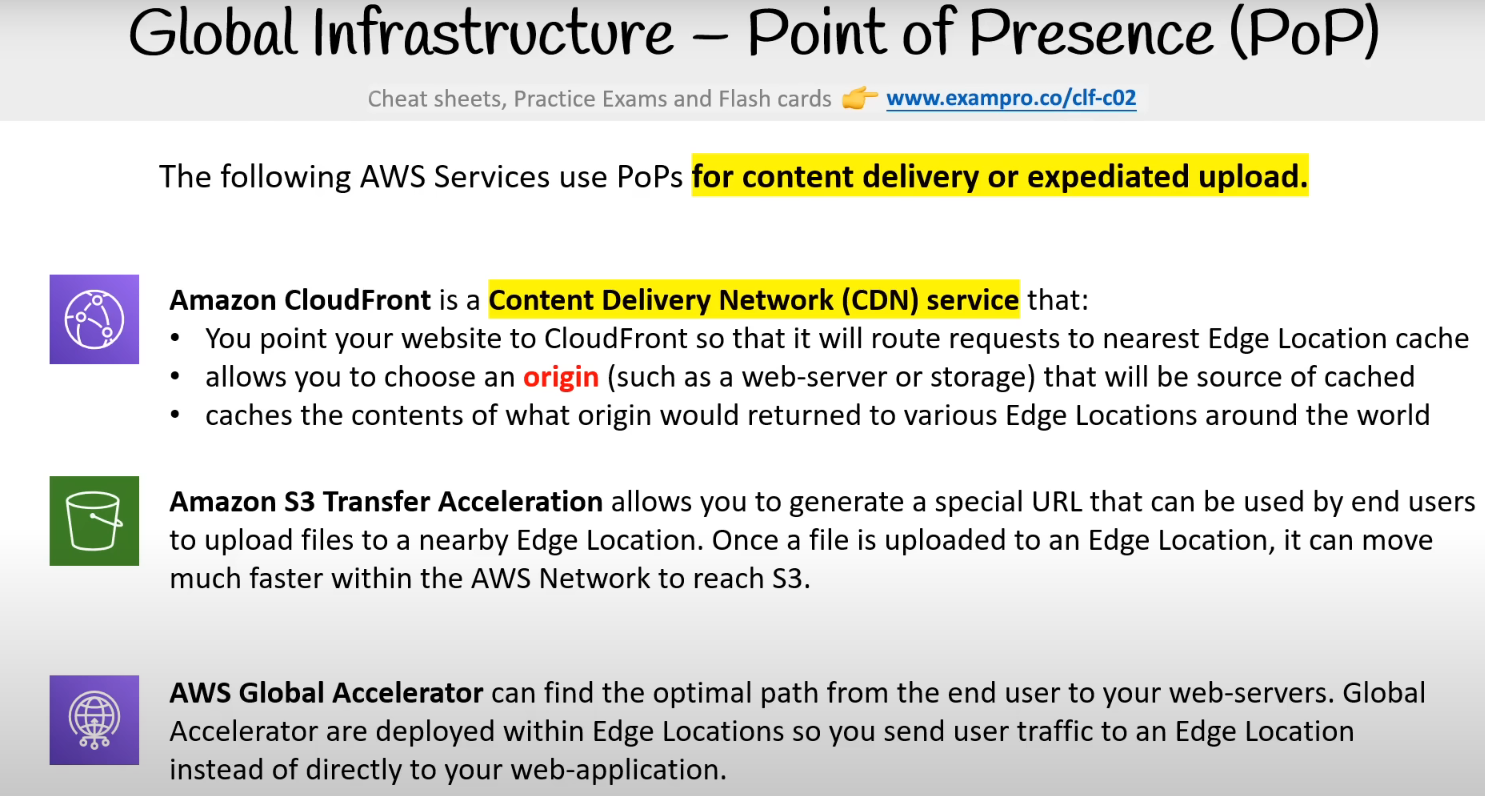 Global Infrastructure – Point of Presence (PoP)
Cheat sheets, Practice Exams and Flash cards 👉 www.exampro.co/clf-c02
The following AWS Services use PoPs for content delivery or expediated upload.
Amazon CloudFront is a Content Delivery Network (CDN) service that:
• You point your website to CloudFront so that it will route requests to nearest Edge Location cache
• allows you to choose an origin (such as a web-server or storage) that will be source of cached
• caches the contents of what origin would returned to various Edge Locations around the world
Amazon S3 Transfer Acceleration allows you to generate a special URL that can be used by end users
to upload files to a nearby Edge Location. Once a file is uploaded to an Edge Location, it can move
much faster within the AWS Network to reach S3.
AWS Global Accelerator can find the optimal path from the end user to your web-servers. Global
Accelerator are deployed within Edge Locations so you send user traffic to an Edge Location
instead of directly to your web-application.